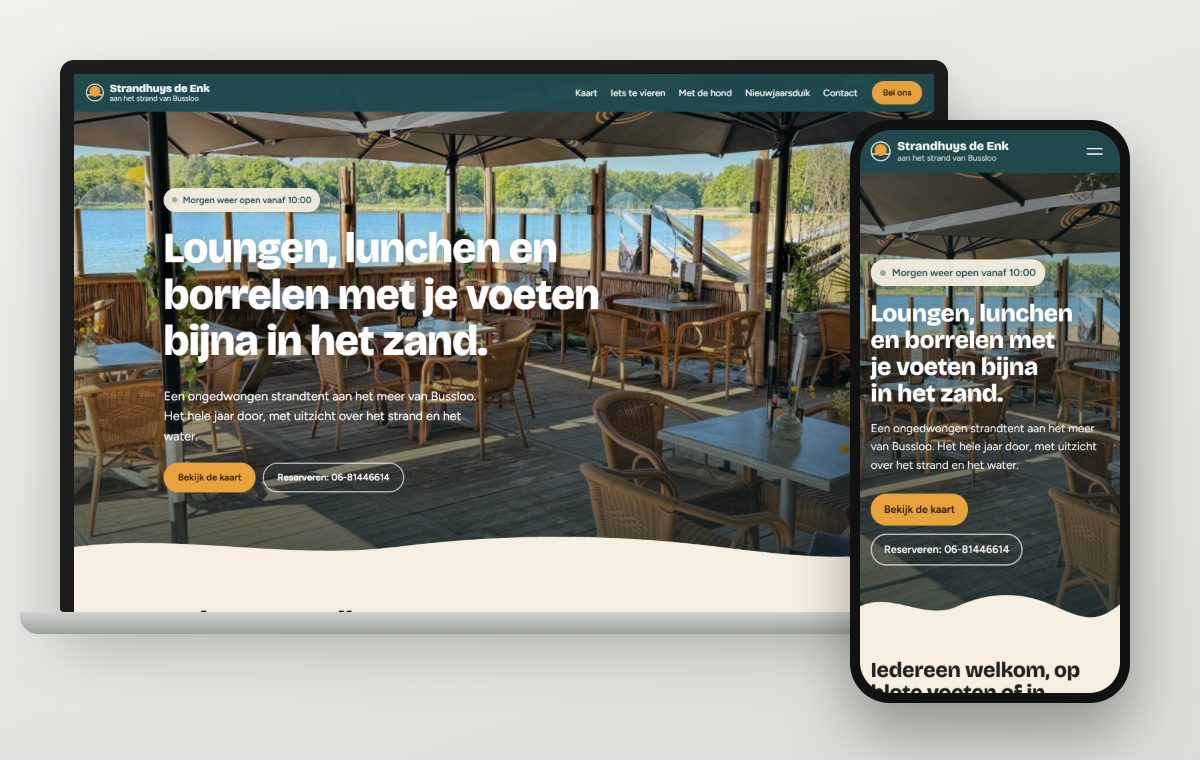 Strandhuys de Enk
aan het strand van Bussloo
Kaart Iets te vieren Met de hond Nieuwjaarsduik Contact Bel ons
Morgen weer open vanaf 10:00
Loungen, lunchen en
borrelen met je voeten
bijna in het zand.
Een ongedwongen strandtent aan het meer van Bussloo.
Het hele jaar door, met uitzicht over het strand en het
water.
Bekijk de kaart Reserveren: 06-81446614
Strandhuys de Enk
aan het strand van Bussloo
Morgen weer open vanaf 10:00
Loungen, lunchen
en borrelen met
je voeten bijna
in het zand.
Een ongedwongen strandtent aan het meer
van Bussloo. Het hele jaar door, met uitzicht
over het strand en het water.
Bekijk de kaart
Reserveren: 06-81446614
Iedereen welkom, op
blote voeten of in